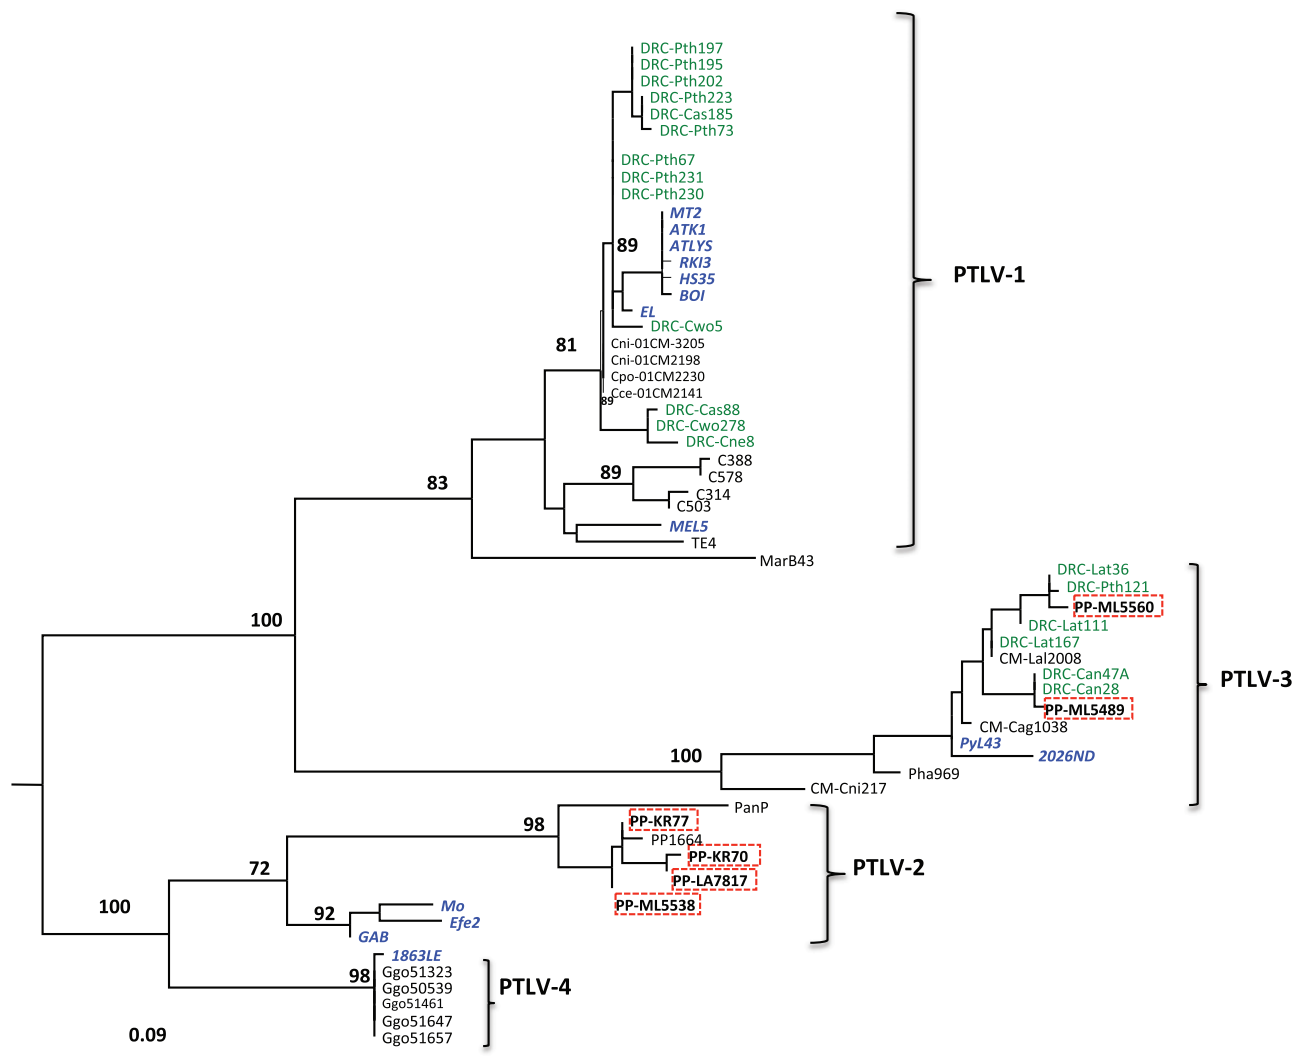 DRC-Pth197
DRC-Pth195
DRC-Pth202
DRC-Pth223
DRC-Cas185
DRC-Pth73
DRC-Pth67
DRC-Pth231
DRC-Pth230
MT2
ATK1
89
ATLYS
RKI3
HS35
PTLV-1
BOI
EL
DRC-Cwo5
Cni-01CM-3205
81
Cni-01CM2198
Cpo-01CM2230
Cce-01CM2141
89
DRC-Cas88
DRC-Cwo278
DRC-Cne8
C388
89
C578
83
C314
C503
MEL5
TE4
MarB43
DRC-Lat36
DRC-Pth121
PP-ML5560
100
DRC-Lat111
DRC-Lat167
CM-Lal2008
DRC-Can47A
PTLV-3
DRC-Can28
PP-ML5489
CM-Cag1038
PyL43
100
2026ND
Pha969
CM-Cni217
PanP
PP-KR77
98
PP1664
PP-KR70
72
PTLV-2
PP-LA7817
100
PP-ML5538
Mo
92
Efe2
GAB
1863LE
98
Ggo51323
Ggo50539
PTLV-4
Ggo51461
Ggo51647
0.09
Ggo51657